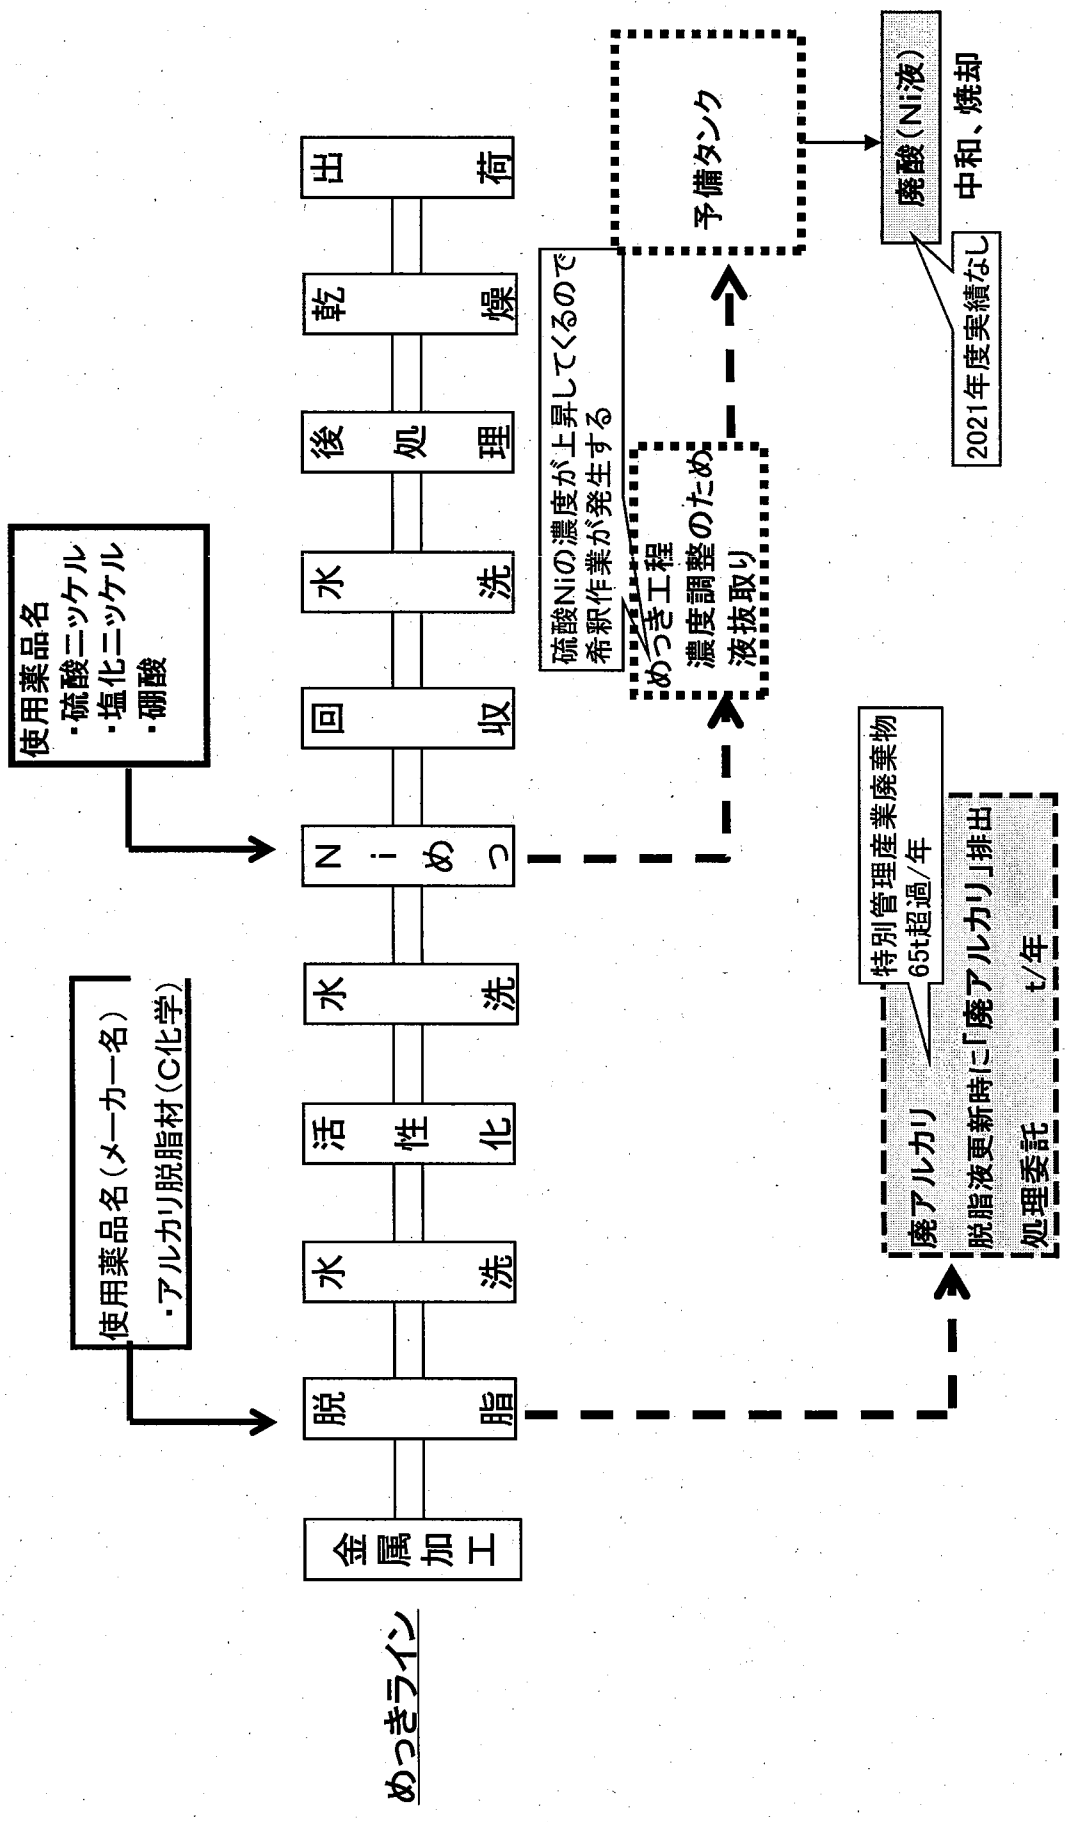 めっきライン
使用薬品名(メーカー名)
・アルカリ脱脂材(C化学)
使用薬品名
・硫酸ニッケル
・塩化ニッケル
・硼酸
金属加工
脱脂
水洗
活性化
水洗
Niめっ
回収
水洗
後処理
乾燥
出荷
硫酸Niの濃度が上昇してくるので
希釈作業が発生する
めっき工程
濃度調整のため
液抜取り
予備タンク
特別管理産業廃棄物
65t超過/年
廃アルカリ
脱脂液更新時に「廃アルカリ」排出
処理委託 t/年
廃酸(Ni液)
中和、焼却
2021年度実績なし